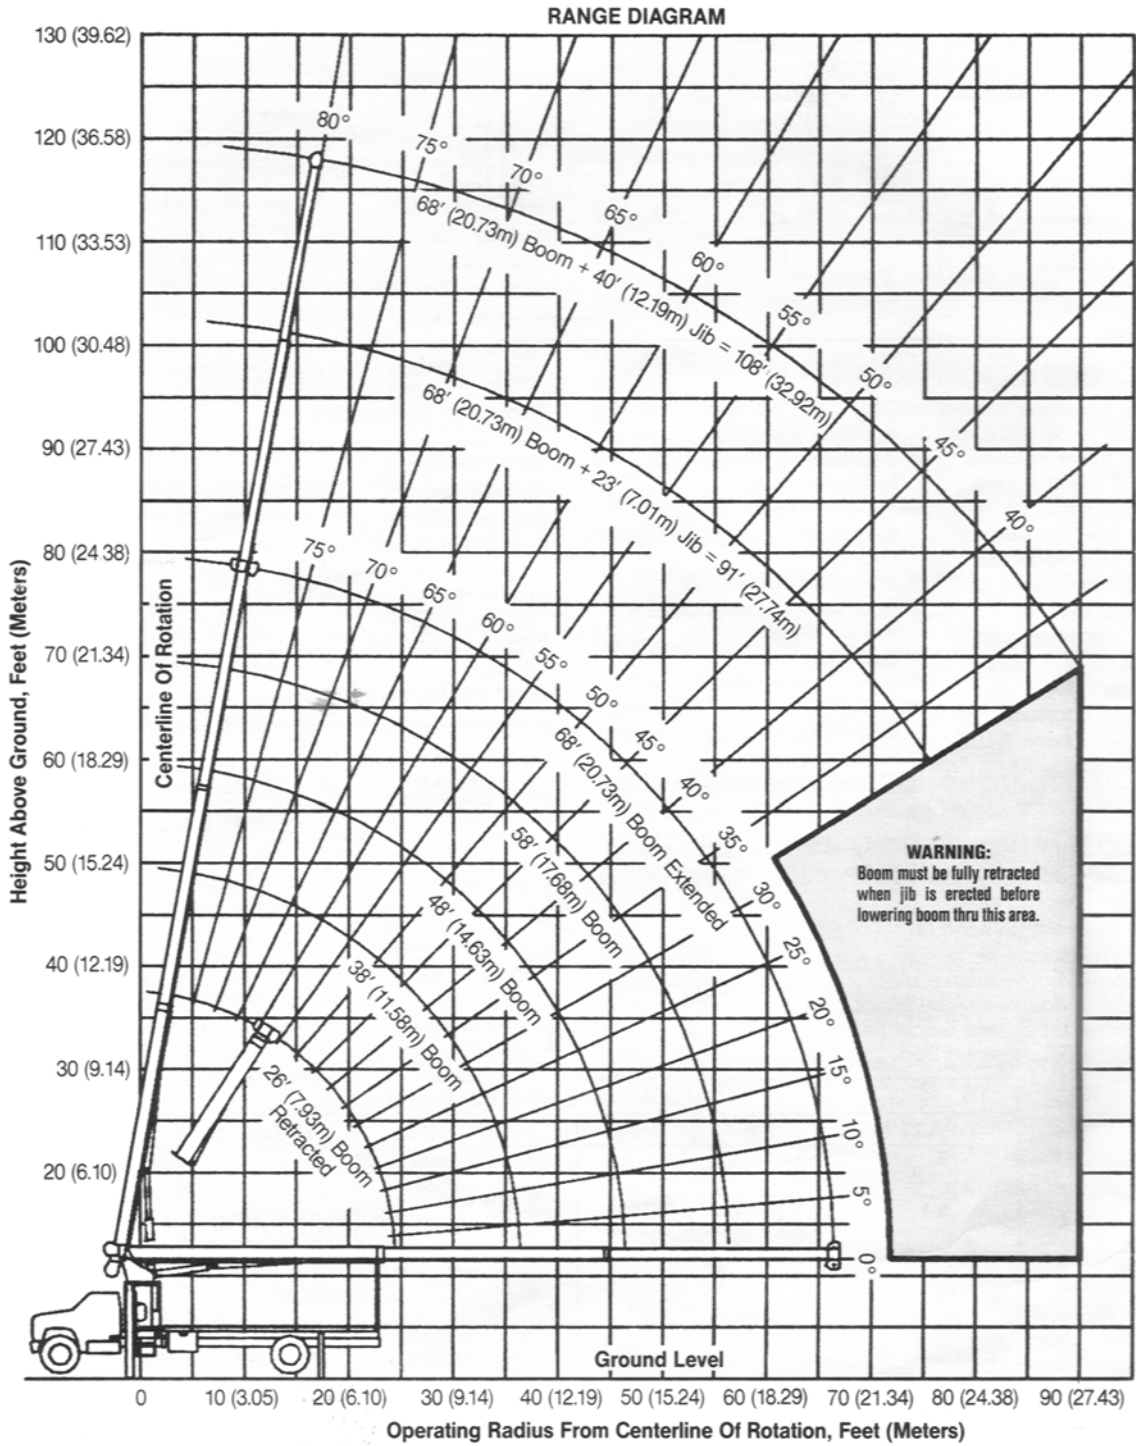 RANGE DIAGRAM
130 (39.62)
120 (36.58)
110 (33.53)
100 (30.48)
90 (27.43)
80 (24.38)
70 (21.34)
60 (18.29)
50 (15.24)
40 (12.19)
30 (9.14)
20 (6.10)
Height Above Ground, Feet (Meters)
Centerline Of Rotation
80°
75°
70°
65°
60°
55°
50°
45°
40°
68' (20.73m) Boom + 40' (12.19m) Jib = 108' (32.92m)
68' (20.73m) Boom + 23' (7.01m) Jib = 91' (27.74m)
75°
70°
65°
60°
55°
50°
45°
40°
35°
30°
25°
20°
15°
10°
5°
0°
68' (20.73m) Boom Extended
58' (17.68m) Boom
48' (14.63m) Boom
38' (11.58m) Boom
26' (7.93m) Boom
Retracted
WARNING:
Boom must be fully retracted
when jib is erected before
lowering boom thru this area.
Ground Level
0 10 (3.05) 20 (6.10) 30 (9.14) 40 (12.19) 50 (15.24) 60 (18.29) 70 (21.34) 80 (24.38) 90 (27.43)
Operating Radius From Centerline Of Rotation, Feet (Meters)